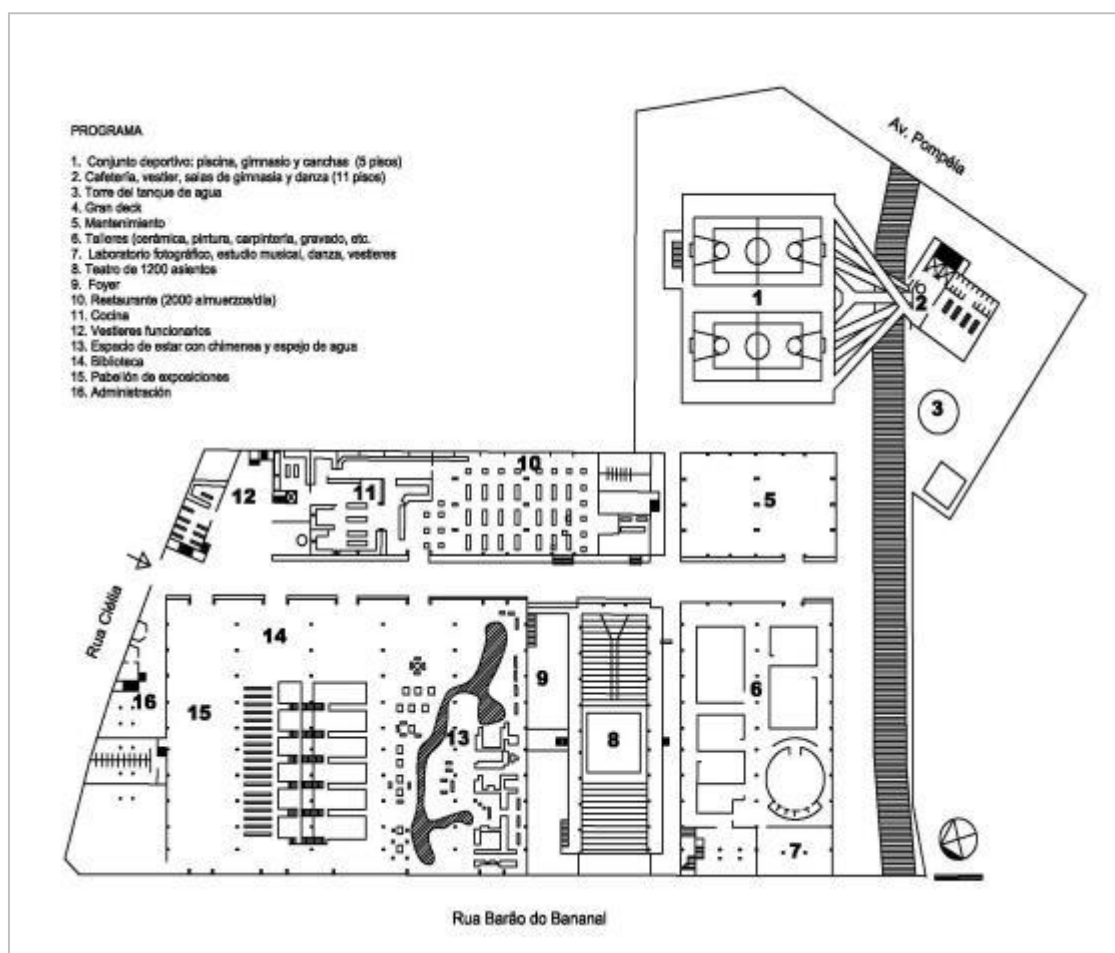 PROGRAMA
1. Conjunto deportivo: piscina, gimnasio y canchas (5 pisos)
2. Cafetería, vestier, salas de gimnasia y danza (11 pisos)
3. Torre del tanque de agua
4. Gran deck
5. Mantenimiento
6. Talleres (cerámica, pintura, carpintería, gravado, etc.
7. Laboratorio fotográfico, estudio musical, danza, vestieres
8. Teatro de 1200 asientos
9. Foyer
10. Restaurante (2000 almuerzos/día)
11. Cocina
12. Vestieres funcionarios
13. Espacio de estar con chimenea y espejo de agua
14. Biblioteca
15. Pabellón de exposiciones
16. Administración
Av. Pompéia
1
2
3
10
12
11
5
Rua Clélia
14
16
15
9
6
13
8
7
Rua Barão do Bananal